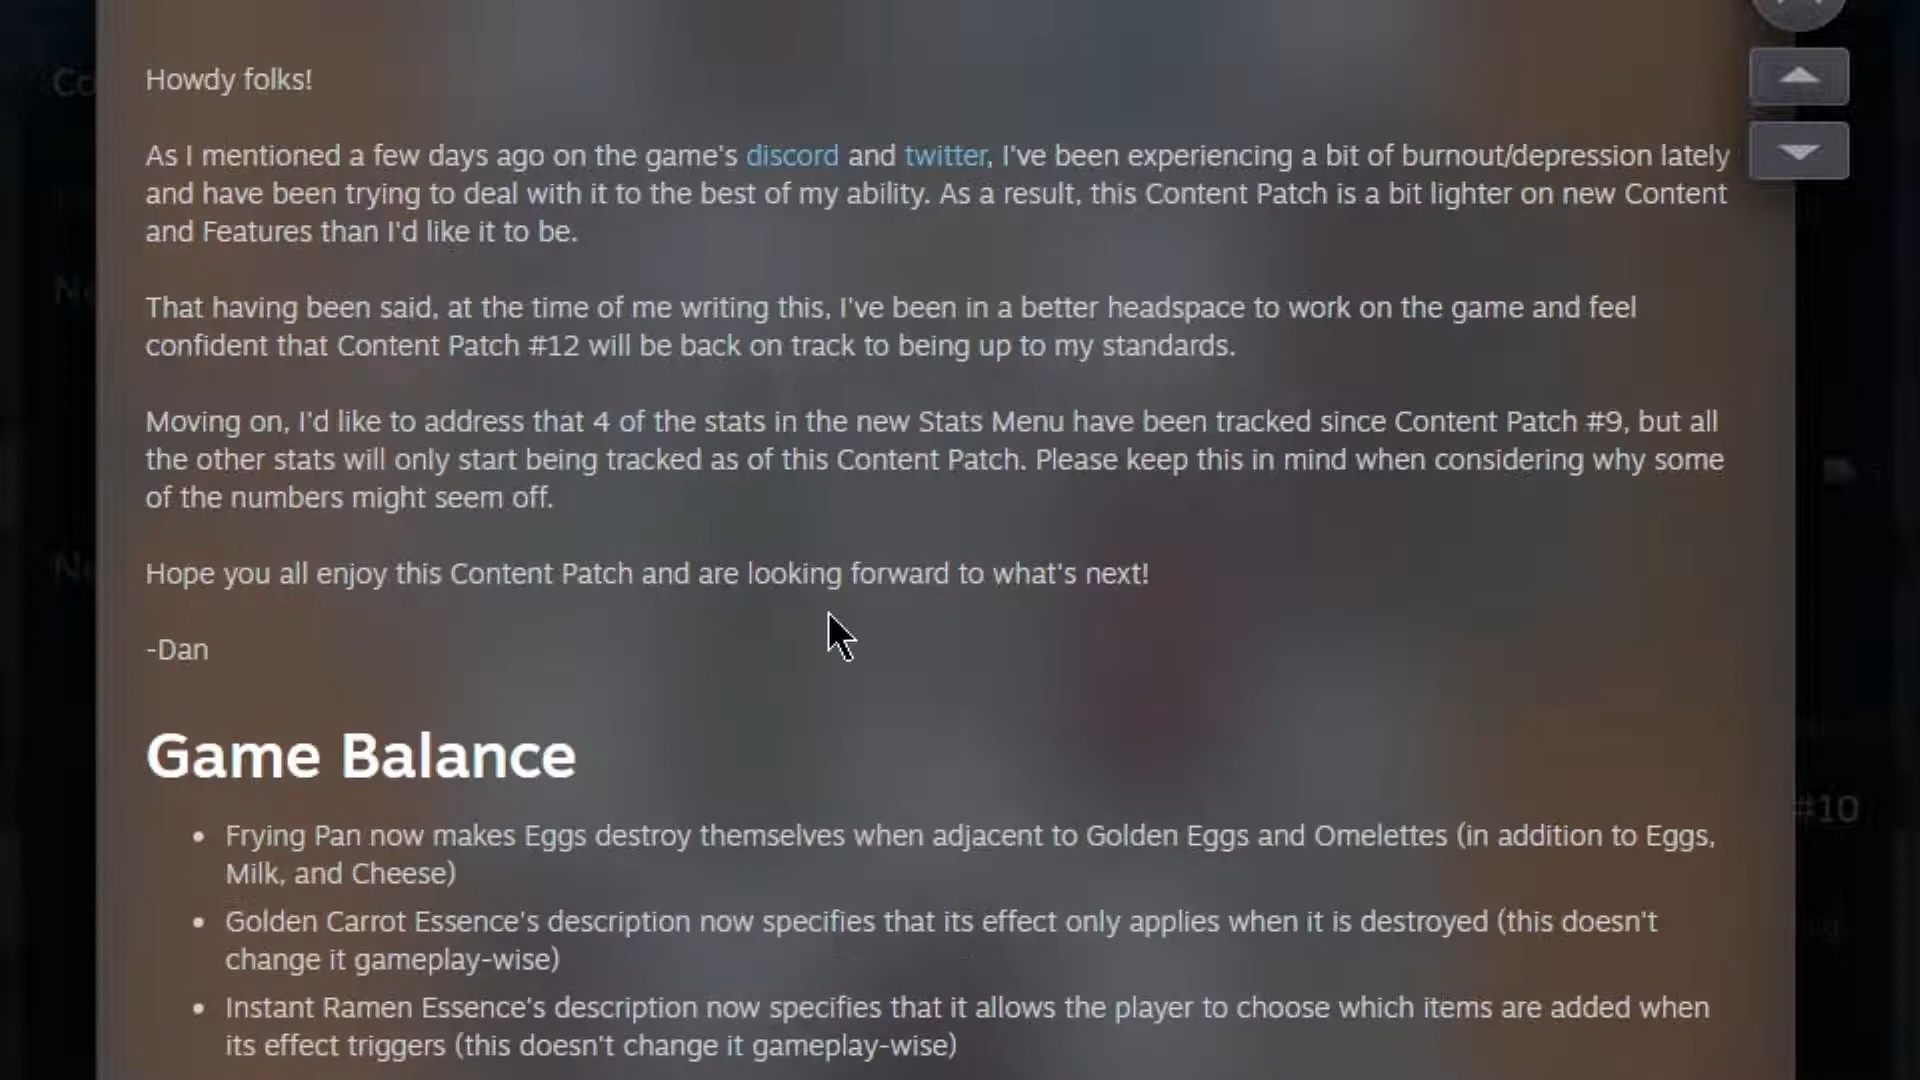 Howdy folks!
As I mentioned a few days ago on the game's discord and twitter, I've been experiencing a bit of burnout/depression lately
and have been trying to deal with it to the best of my ability. As a result, this Content Patch is a bit lighter on new Content
and Features than I'd like it to be.
That having been said, at the time of me writing this, I've been in a better headspace to work on the game and feel
confident that Content Patch #12 will be back on track to being up to my standards.
Moving on, I'd like to address that 4 of the stats in the new Stats Menu have been tracked since Content Patch #9, but all
the other stats will only start being tracked as of this Content Patch. Please keep this in mind when considering why some
of the numbers might seem off.
Hope you all enjoy this Content Patch and are looking forward to what's next!
-Dan
Game Balance
• Frying Pan now makes Eggs destroy themselves when adjacent to Golden Eggs and Omelettes (in addition to Eggs,
Milk, and Cheese)
• Golden Carrot Essence's description now specifies that its effect only applies when it is destroyed (this doesn't
change it gameplay-wise)
• Instant Ramen Essence's description now specifies that it allows the player to choose which items are added when
its effect triggers (this doesn't change it gameplay-wise)
#10